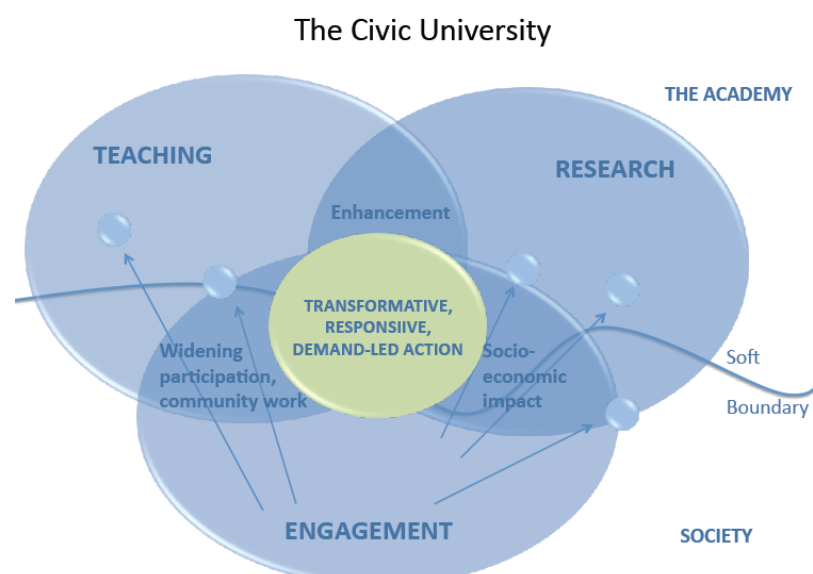 The Civic University
THE ACADEMY
TEACHING
RESEARCH
Enhancement
TRANSFORMATIVE,
RESPONSIIVE,
DEMAND-LED ACTION
Widening
participation,
community work
Socio-
economic
impact
Soft
Boundary
ENGAGEMENT
SOCIETY